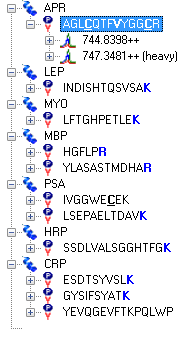 APR
AGLCQTFVYGGCR
744.8398++
747.3481++ (heavy)
LEP
INDISHTQSVSAK
MYO
LFTGHPETLEK
MBP
HGFLPR
YLASASTMDHAR
PSA
IVGGWECEK
LSEPAELTDAVK
HRP
SSDLVALSGGHTFGK
CRP
ESDTSYVSLK
GYSIFSYATK
YEVQGEVFTKPQLWP